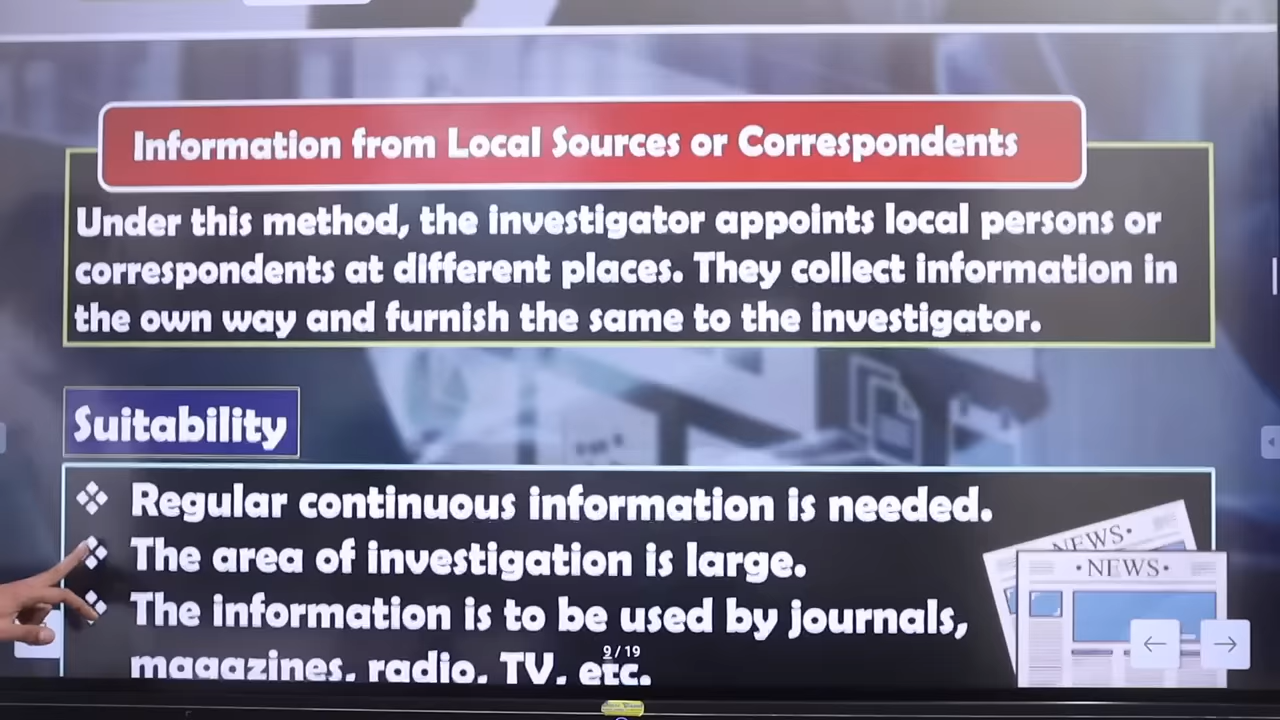 Information from Local Sources or Correspondents
Under this method, the investigator appoints local persons or
correspondents at different places. They collect information in
the own way and furnish the same to the investigator.
Suitability
❖ Regular continuous information is needed.
❖ The area of investigation is large.
❖ The information is to be used by journals,
magazines, radio, TV, etc.
NEWS•
•NEWS•
9 / 19